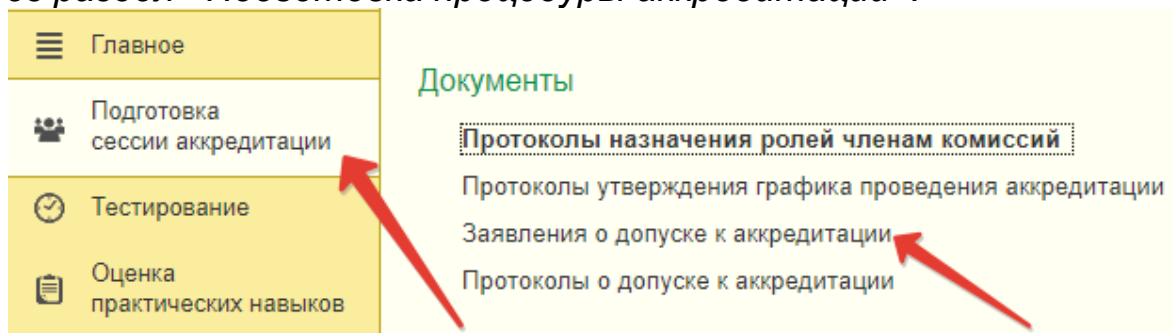 Главное
Подготовка
сессии аккредитации
Тестирование
Оценка
практических навыков
Документы
Протоколы назначения ролей членам комиссий
Протоколы утверждения графика проведения аккредитации
Заявления о допуске к аккредитации
Протоколы о допуске к аккредитации